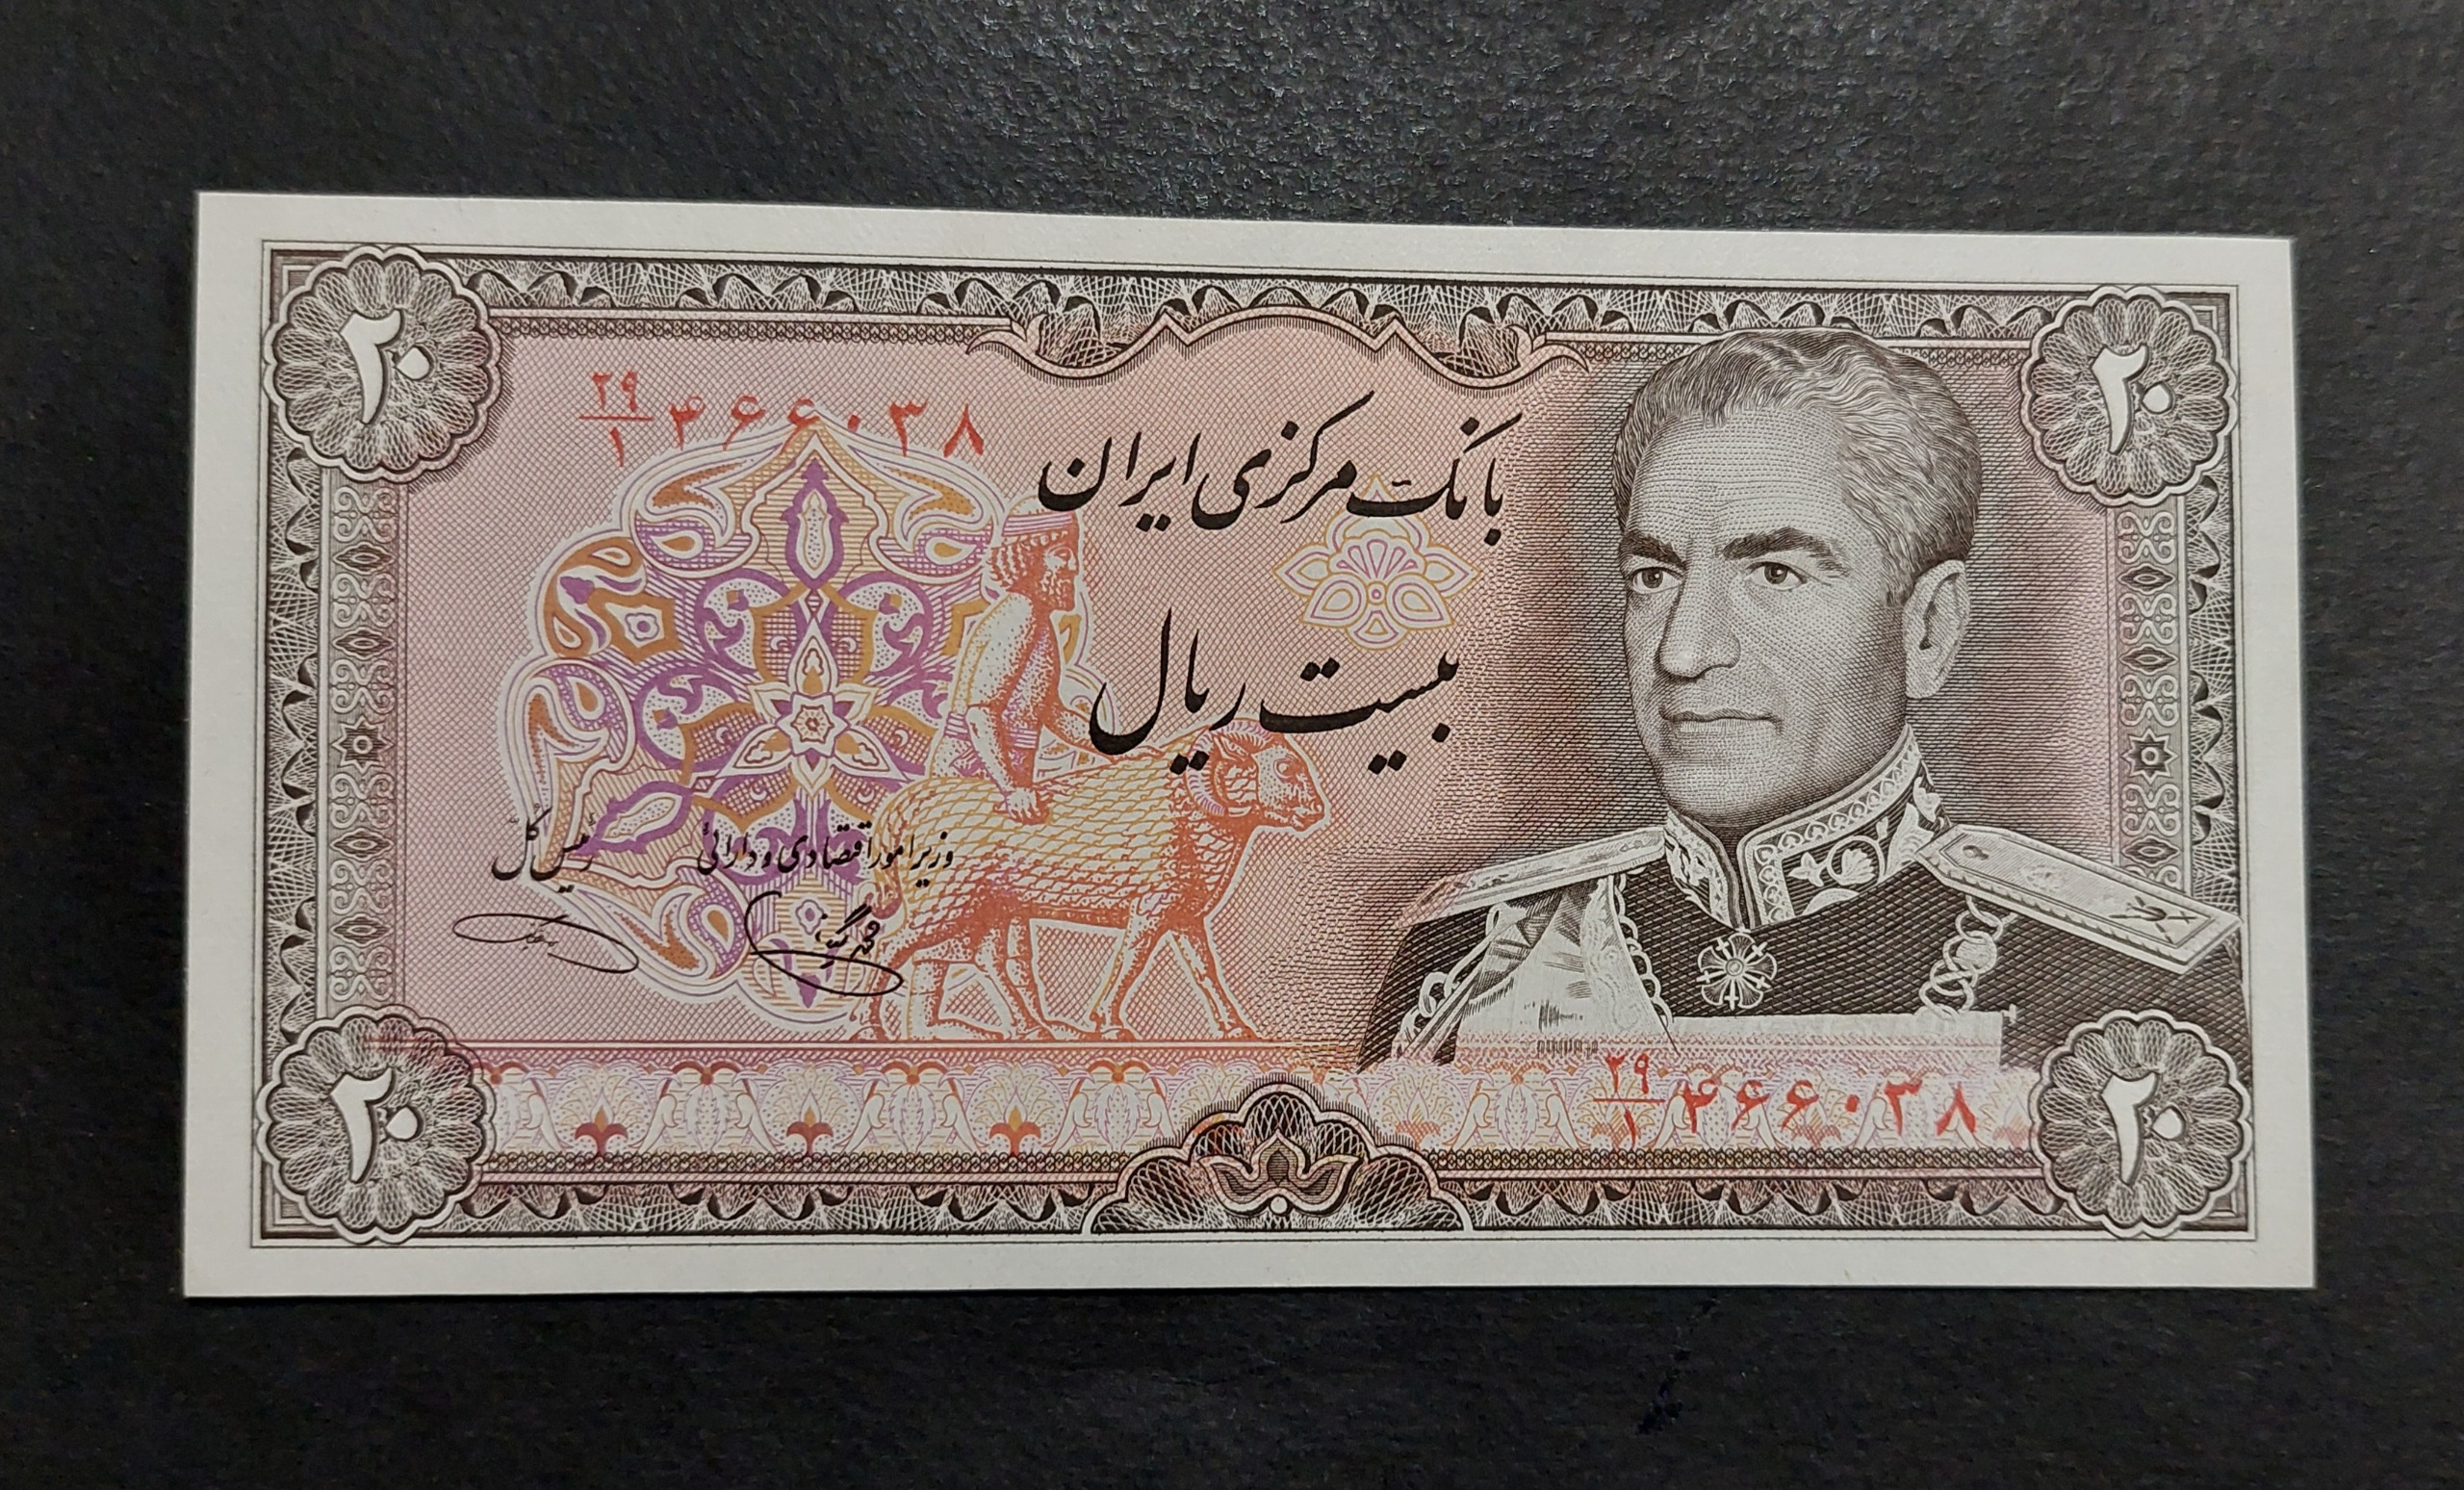 ۲۰
۲۰
۲۹/۱ ۴۶۶۰۳۸
بانک مرکزی ایران
بیست ریال
وزیر امور اقتصادی و دارائی
رئیس کل
۲۹/۱ ۴۶۶۰۳۸
۲۰
۲۰